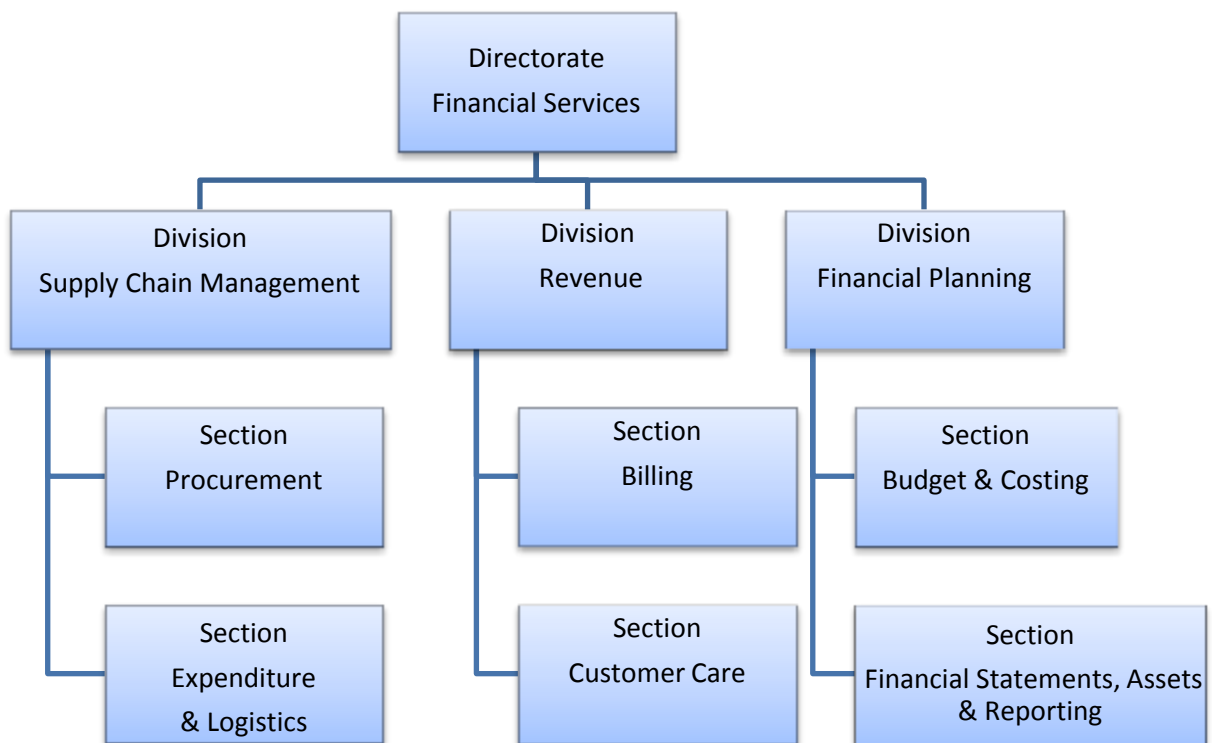 Directorate
Financial Services
Division
Supply Chain Management
Division
Revenue
Division
Financial Planning
Section
Procurement
Section
Billing
Section
Budget & Costing
Section
Expenditure
& Logistics
Section
Customer Care
Section
Financial Statements, Assets
& Reporting